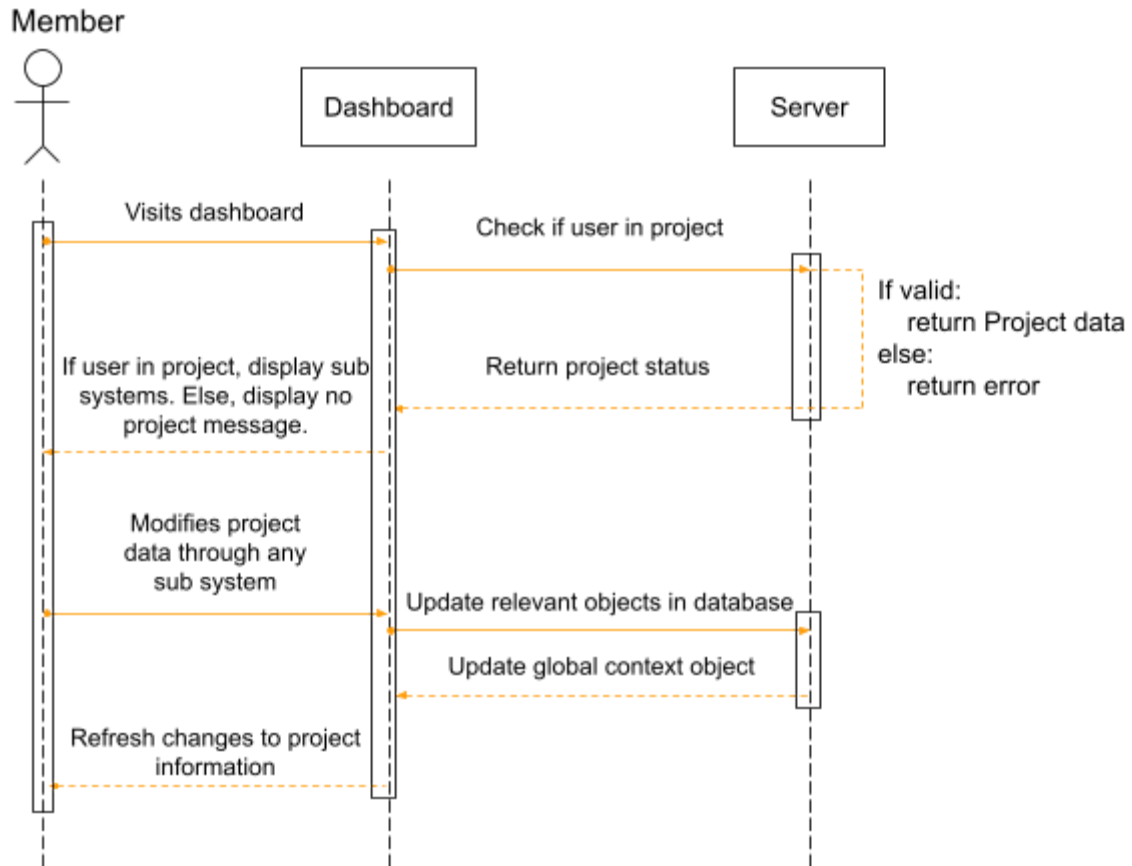 Member
Dashboard
Server
Visits dashboard
Check if user in project
If valid:
return Project data
else:
return error
If user in project, display sub
systems. Else, display no
project message.
Return project status
Modifies project
data through any
sub system
Update relevant objects in database
Update global context object
Refresh changes to project
information